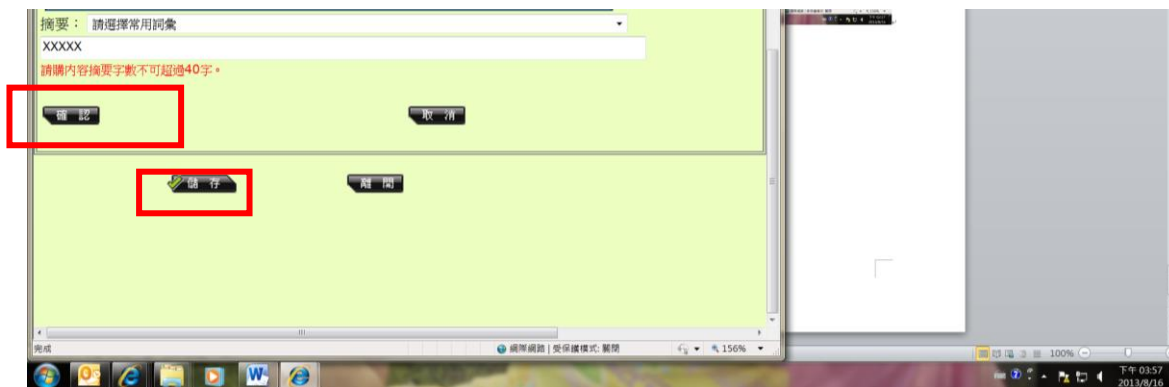 摘要： 請選擇常用詞彙
XXXXX
請購內容摘要字數不可超過40字。
確 認 取 消
儲 存 離 開
完成 網際網路 | 受保護模式: 關閉 156%
100%
下午 03:57
2013/8/16